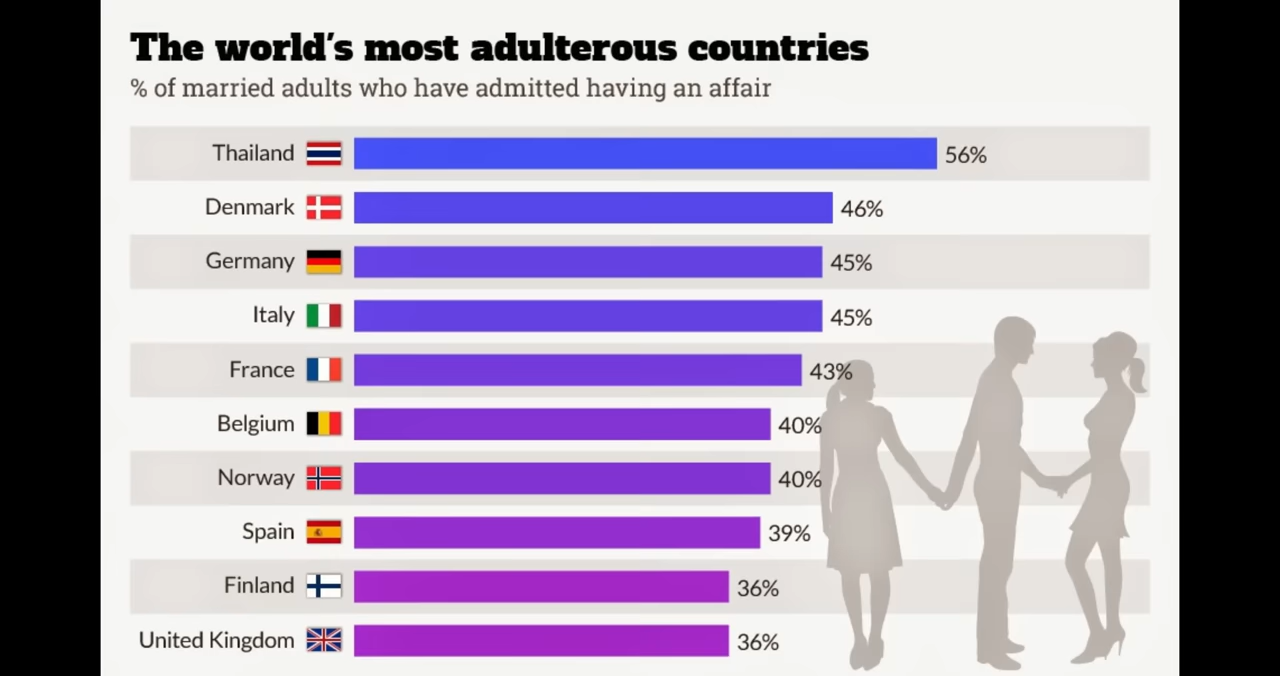 The world's most adulterous countries
% of married adults who have admitted having an affair
Thailand 56%
Denmark 46%
Germany 45%
Italy 45%
France 43%
Belgium 40%
Norway 40%
Spain 39%
Finland 36%
United Kingdom 36%